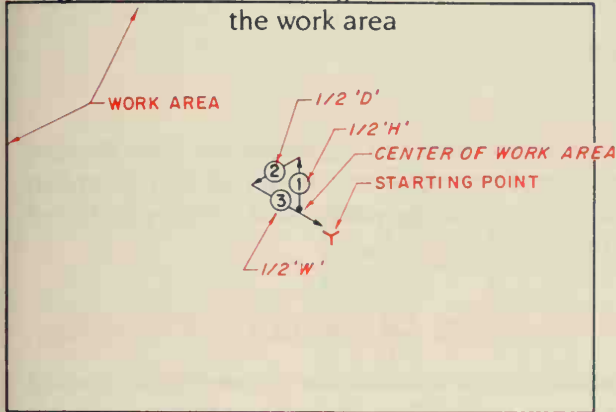 the work area
WORK AREA
1/2 'D'
1/2 'H'
CENTER OF WORK AREA
STARTING POINT
2
1
3
1/2 'W'